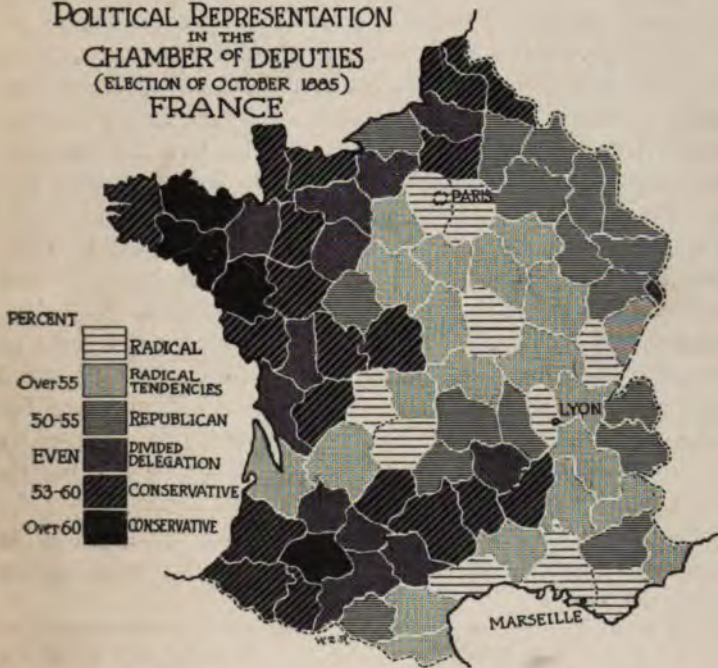 POLITICAL REPRESENTATION
IN THE
CHAMBER OF DEPUTIES
(ELECTION OF OCTOBER 1885)
FRANCE
PARIS
PERCENT
RADICAL
Over 55 RADICAL
TENDENCIES
50-55 REPUBLICAN
EVEN DIVIDED
DELEGATION
53-60 CONSERVATIVE
Over 60 CONSERVATIVE
LYON
MARSEILLE